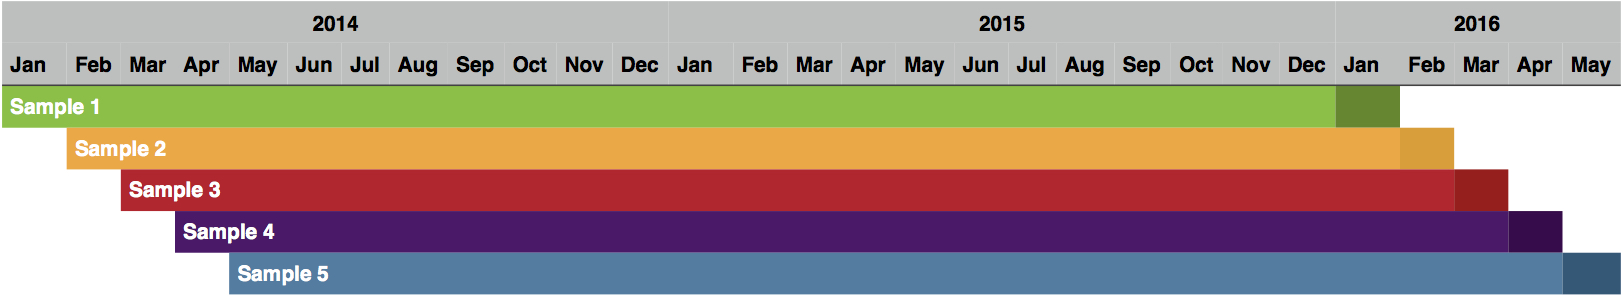 2014 2015 2016
Jan Feb Mar Apr May Jun Jul Aug Sep Oct Nov Dec Jan Feb Mar Apr May Jun Jul Aug Sep Oct Nov Dec Jan Feb Mar Apr May
Sample 1
Sample 2
Sample 3
Sample 4
Sample 5